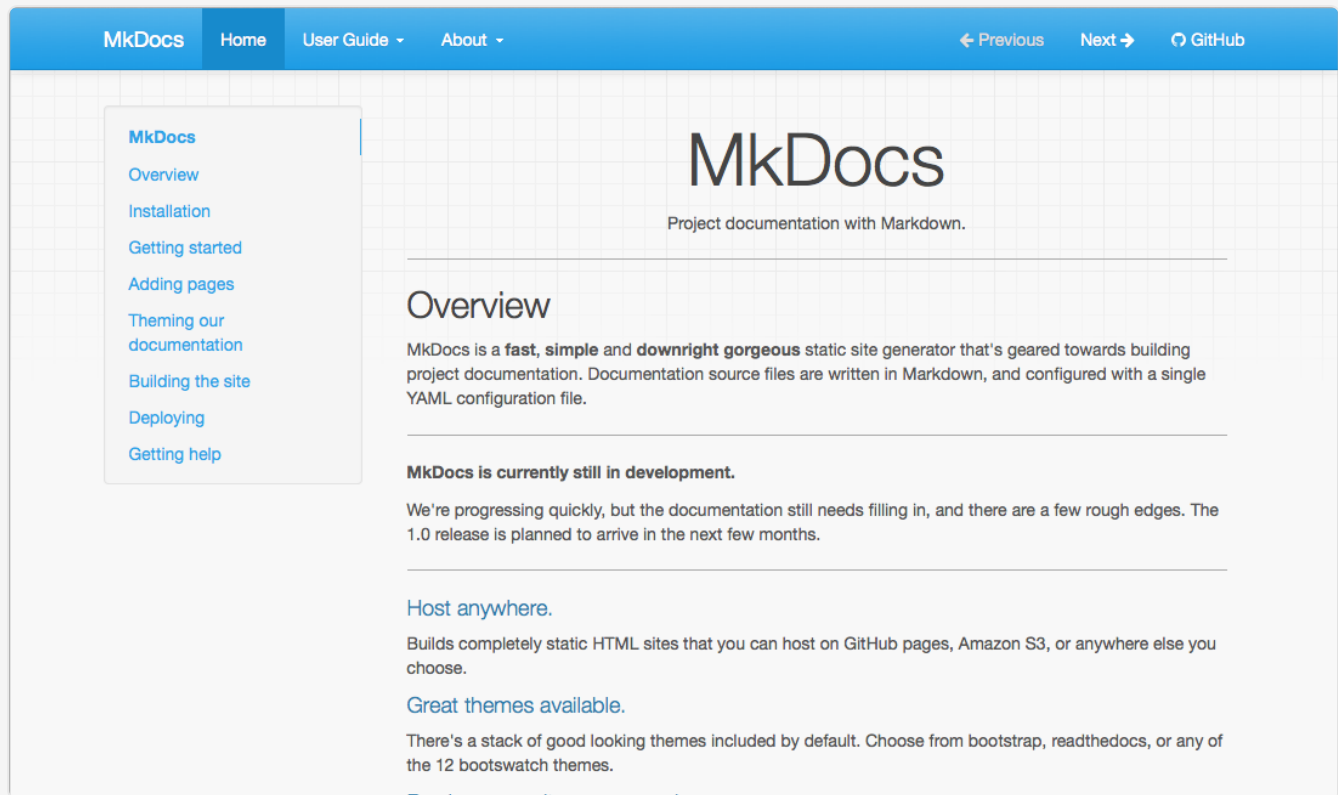 MkDocs Home User Guide About Previous Next GitHub
MkDocs
Overview
Installation
Getting started
Adding pages
Theming our
documentation
Building the site
Deploying
Getting help
MkDocs
Project documentation with Markdown.
Overview
MkDocs is a fast, simple and downright gorgeous static site generator that's geared towards building
project documentation. Documentation source files are written in Markdown, and configured with a single
YAML configuration file.
MkDocs is currently still in development.
We're progressing quickly, but the documentation still needs filling in, and there are a few rough edges. The
1.0 release is planned to arrive in the next few months.
Host anywhere.
Builds completely static HTML sites that you can host on GitHub pages, Amazon S3, or anywhere else you
choose.
Great themes available.
There's a stack of good looking themes included by default. Choose from bootstrap, readthedocs, or any of
the 12 bootswatch themes.